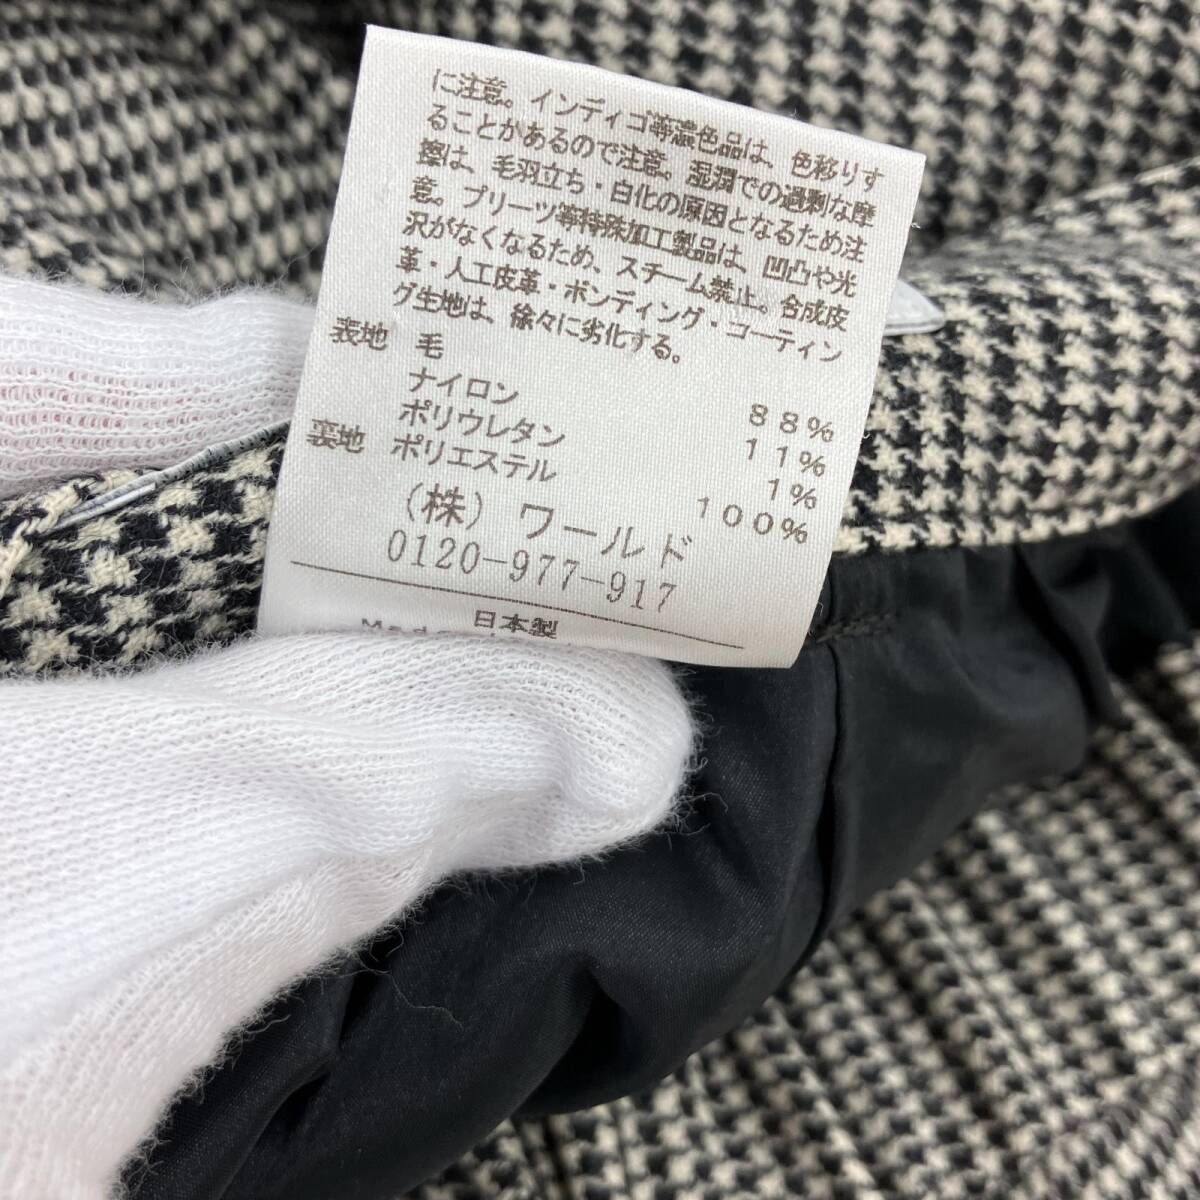 に注意。インディゴ等濃色品は、色移りす
ることがあるので注意。湿潤での過剰な摩
擦は、毛羽立ち・白化の原因となるため注
意。プリーツ等特殊加工製品は、凹凸や光
沢がなくなるため、スチーム禁止。合成皮
革・人工皮革・ボンディング・コーティン
グ生地は、徐々に劣化する。
表地 毛 88%
ナイロン 11%
ポリウレタン 1%
裏地 ポリエステル 100%
(株) ワールド
0120-977-917
日本製